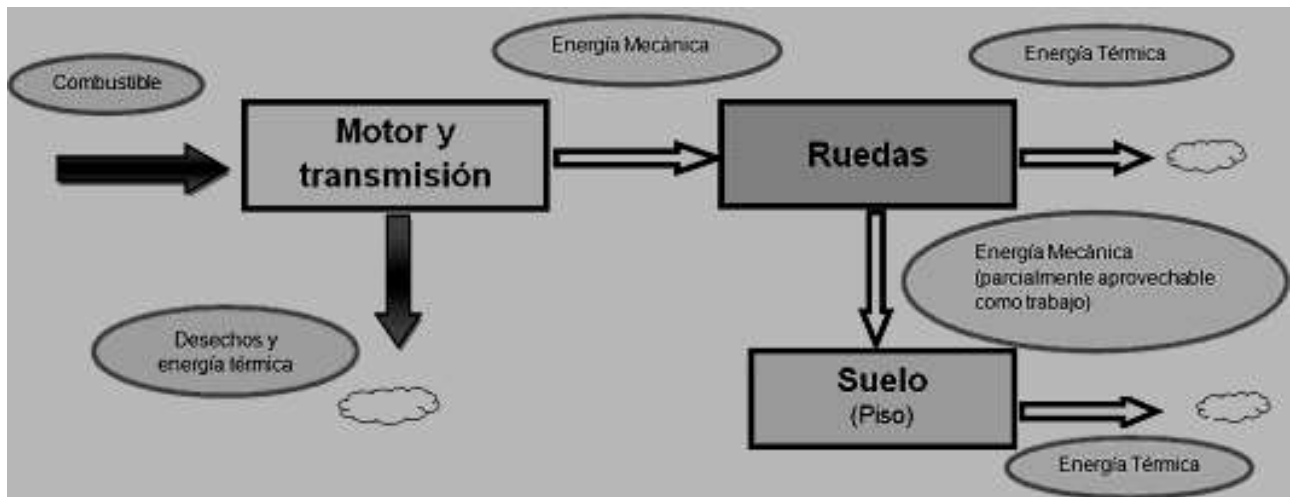 Energía Mecánica
Energía Térmica
Combustible
Motor y
transmisión
Ruedas
Energía Mecánica
(parcialmente aprovechable
como trabajo)
Desechos y
energía térmica
Suelo
(Piso)
Energía Térmica